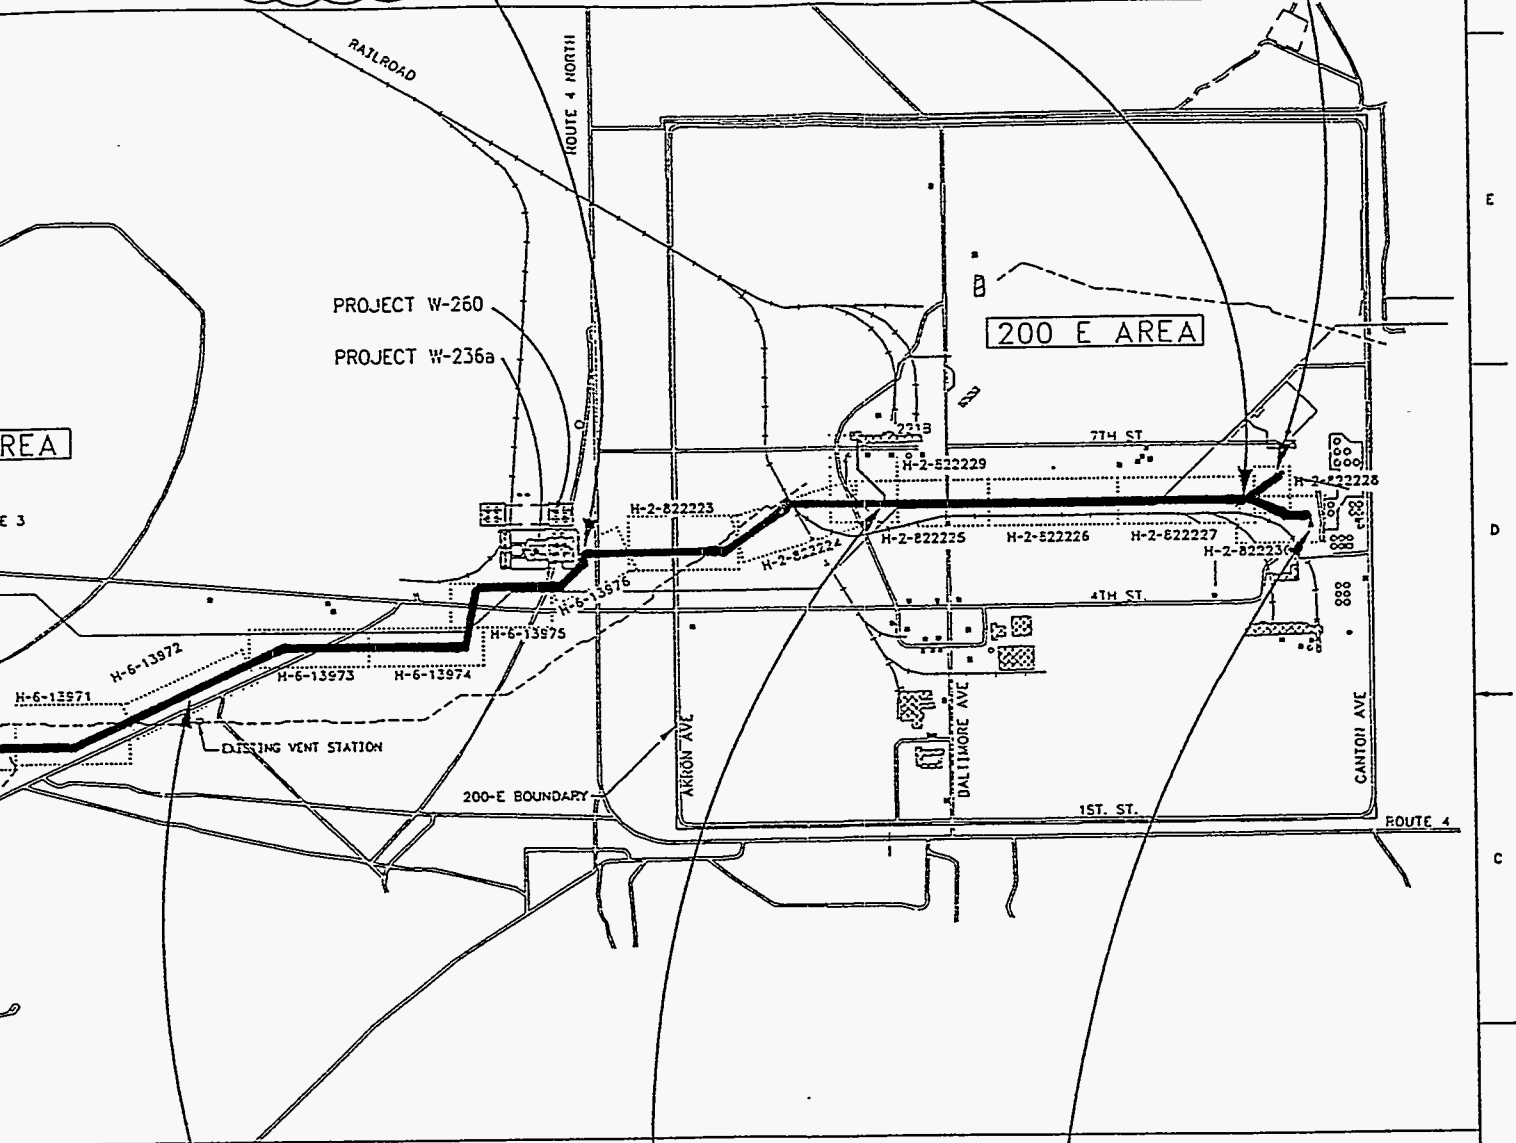 RAILROAD
ROUTE 4 NORTH
E
PROJECT W-260
PROJECT W-236a
200 E AREA
REA
221B
7TH ST.
H-2-822229
H-2-822228
H-2-822223
E 3
D
H-2-822224
H-2-822225
H-2-822226
H-2-822227
H-2-82223
H-6-13976
4TH ST.
H-6-13975
H-6-13972
H-6-13973
H-6-13974
H-6-13971
EXISTING VENT STATION
AKRON AVE
BALTIMORE AVE
CANTON AVE
200-E BOUNDARY
1ST. ST.
ROUTE 4
C